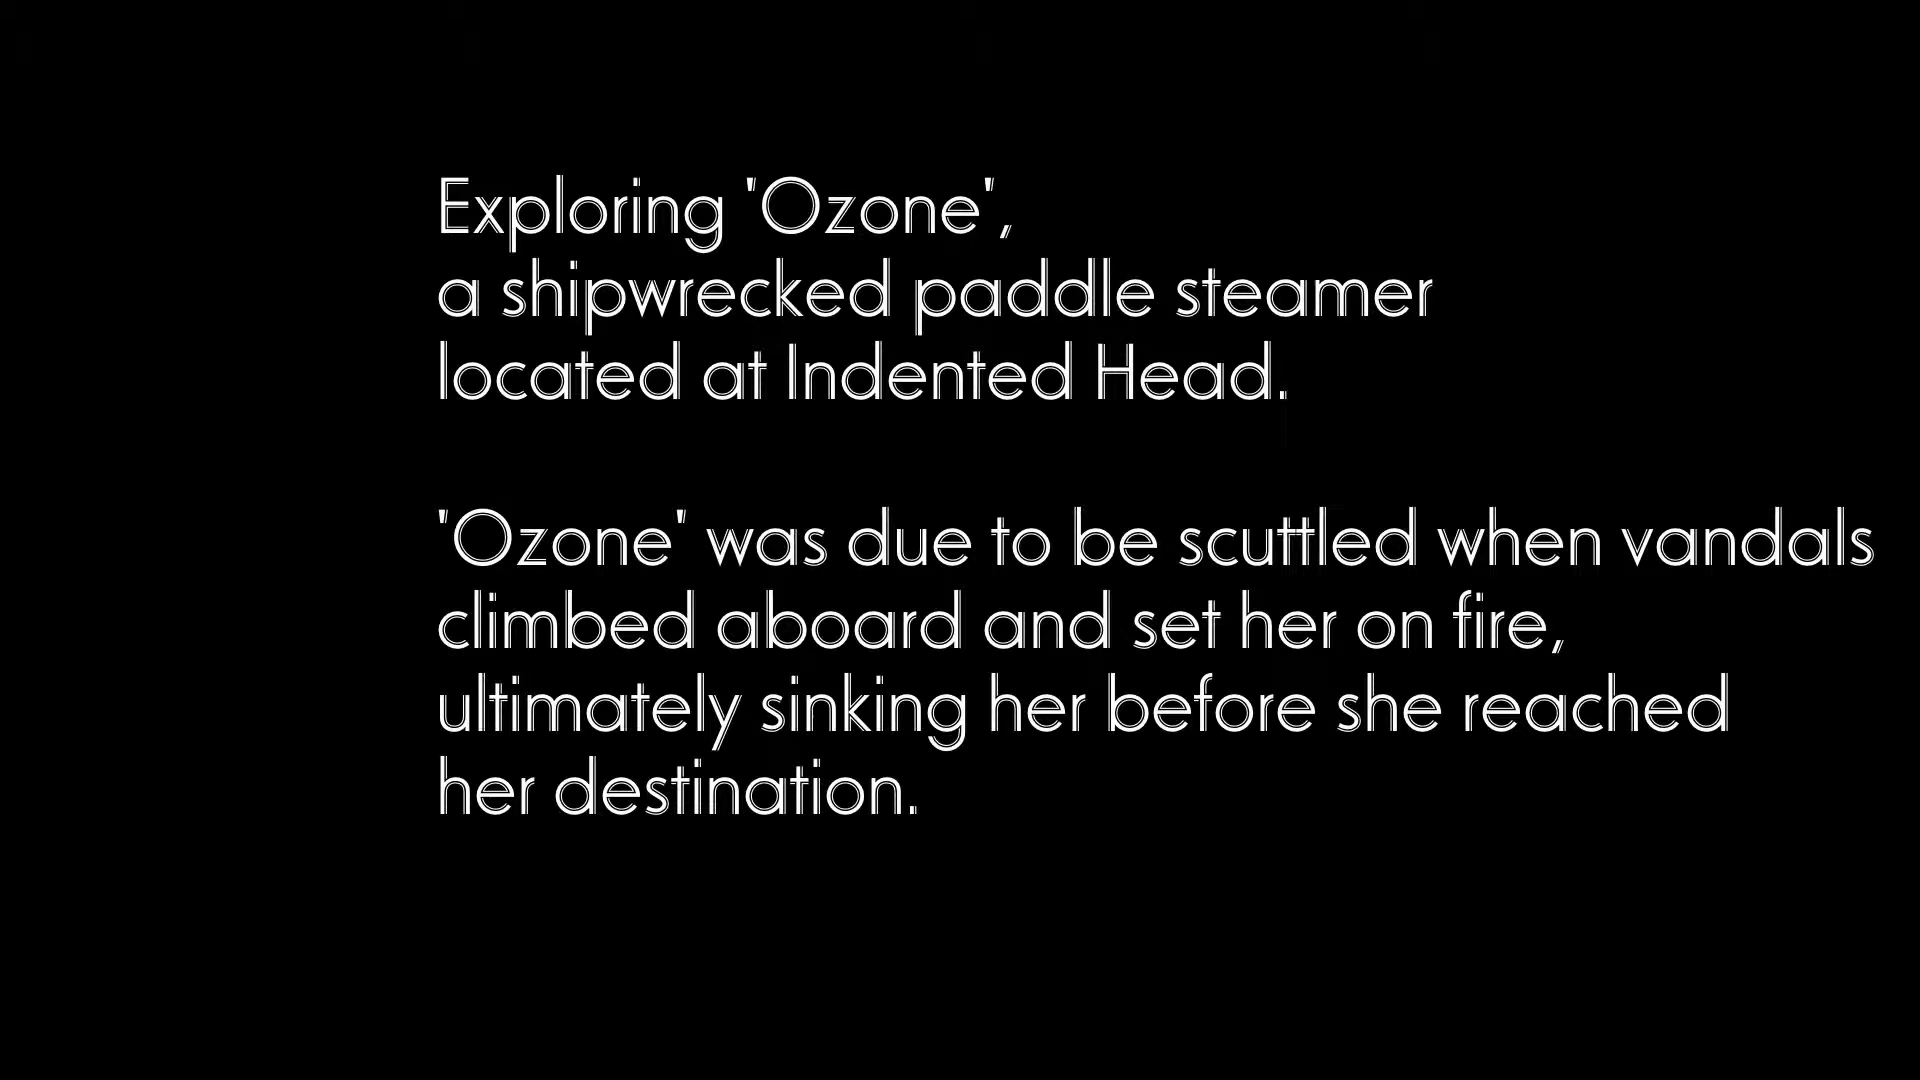 Exploring 'Ozone',
a shipwrecked paddle steamer
located at Indented Head.
'Ozone' was due to be scuttled when vandals
climbed aboard and set her on fire,
ultimately sinking her before she reached
her destination.